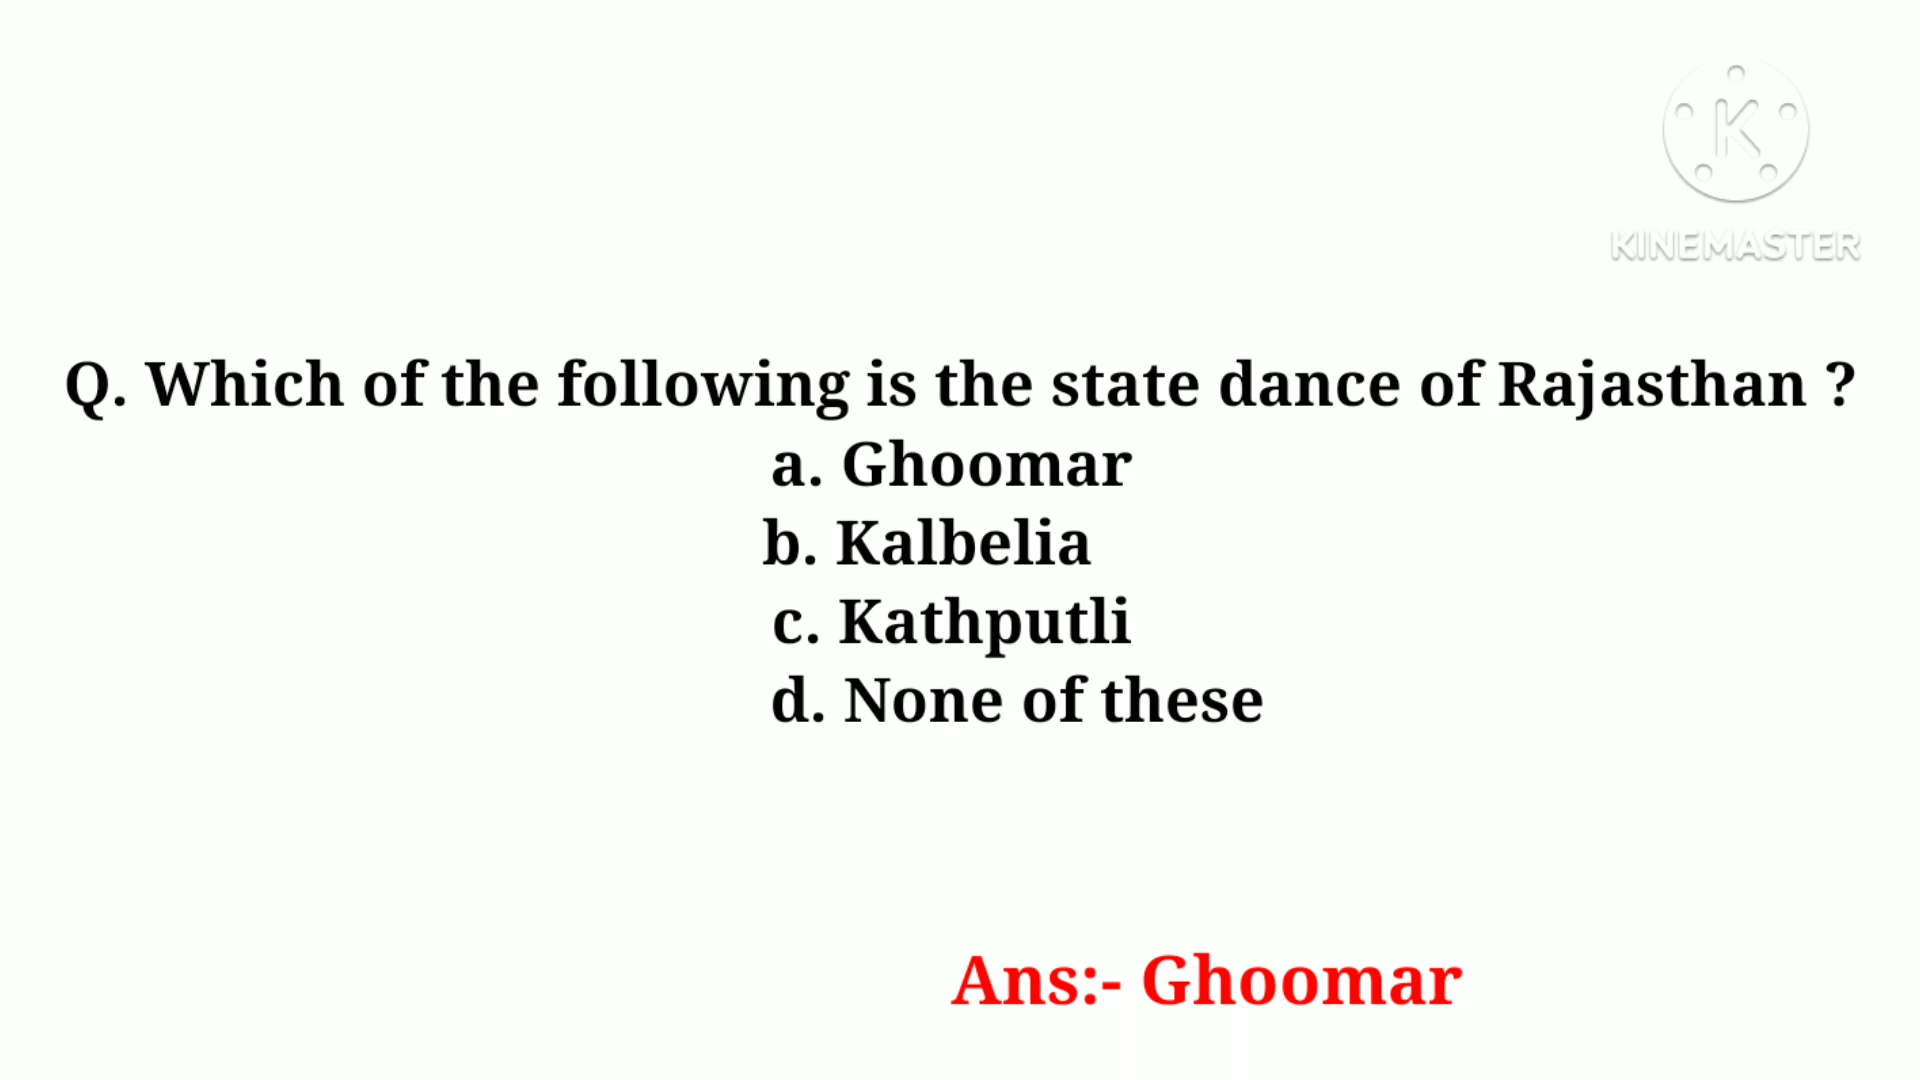 KINEMASTER
Q. Which of the following is the state dance of Rajasthan ?
a. Ghoomar
b. Kalbelia
c. Kathputli
d. None of these
Ans:- Ghoomar